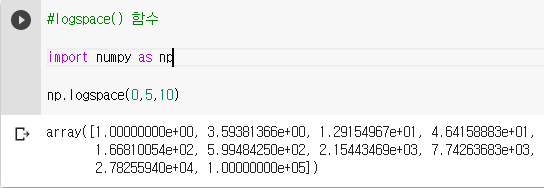 #logspace() 함수
import numpy as np
np.logspace(0,5,10)
array([1.00000000e+00, 3.59381366e+00, 1.29154967e+01, 4.64158883e+01,
1.66810054e+02, 5.99484250e+02, 2.15443469e+03, 7.74263683e+03,
2.78255940e+04, 1.00000000e+05])